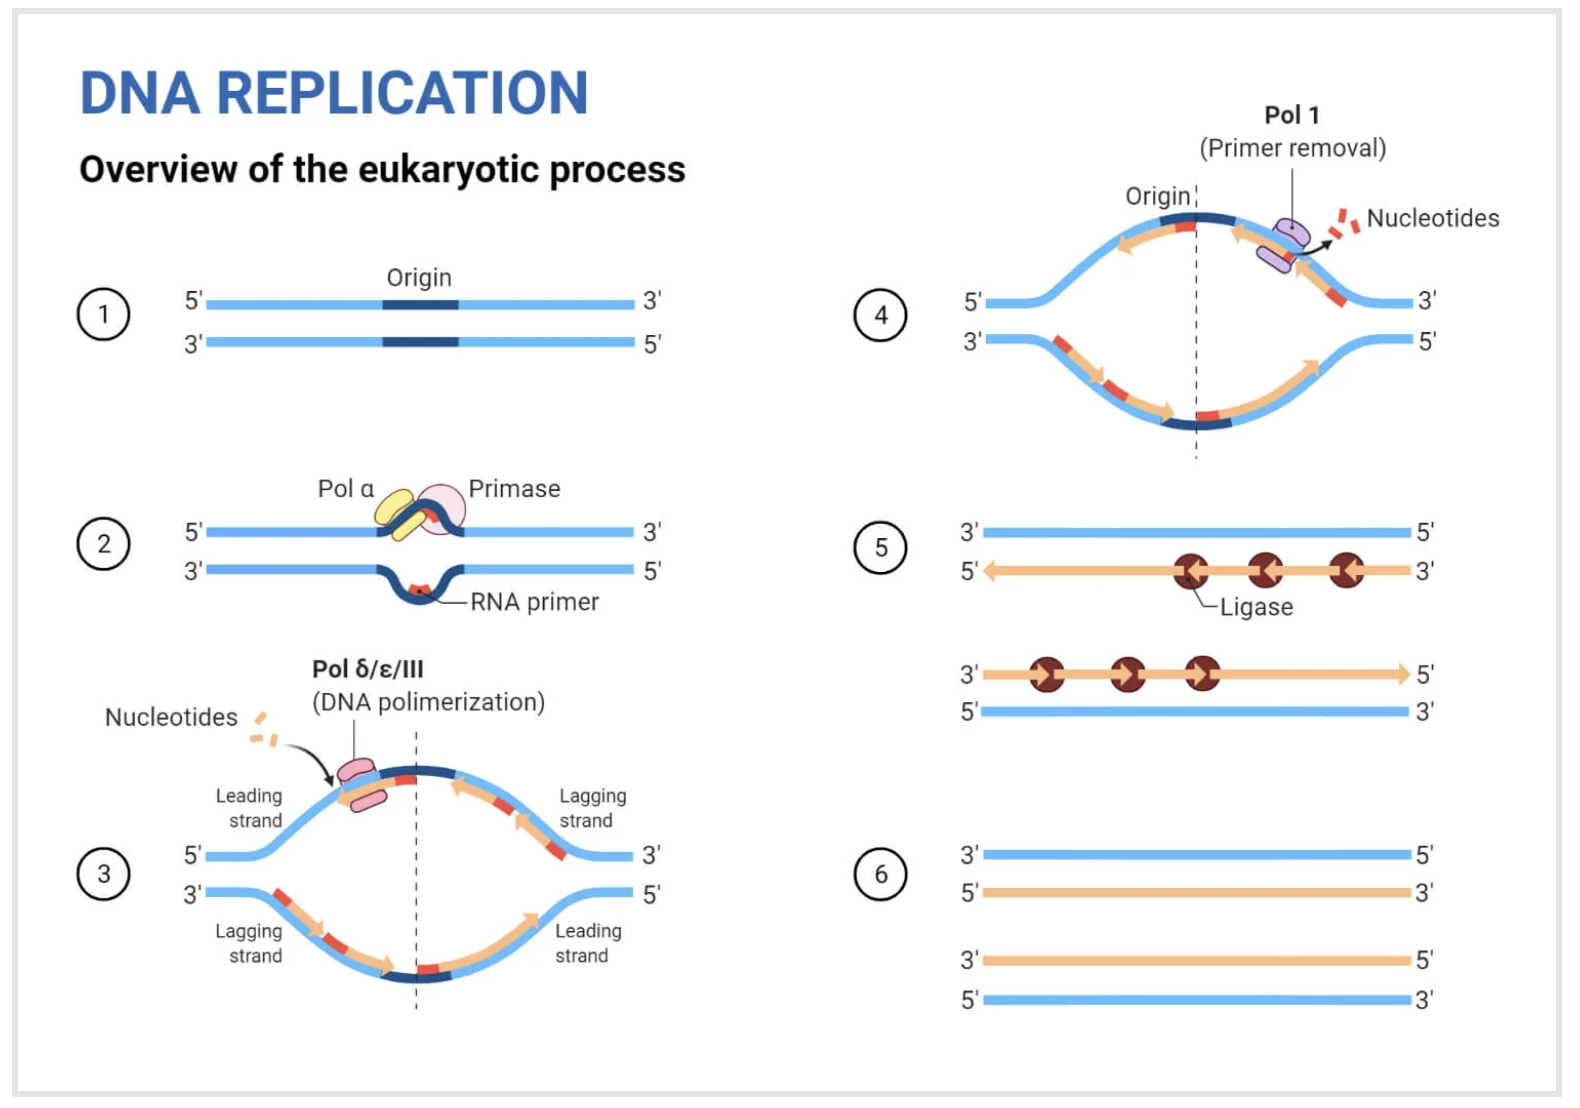 DNA REPLICATION
Overview of the eukaryotic process
1
Origin
5' 3'
3' 5'
2
Pol α Primase
5' 3'
3' 5'
RNA primer
3
Pol δ/ε/III
(DNA polimerization)
Nucleotides
Leading
strand
Lagging
strand
5' 3'
3' 5'
Lagging
strand
Leading
strand
4
Pol 1
(Primer removal)
Origin
Nucleotides
5' 3'
3' 5'
5
3' 5'
5' 3'
Ligase
3' 5'
5' 3'
6
3' 5'
5' 3'
3' 5'
5' 3'